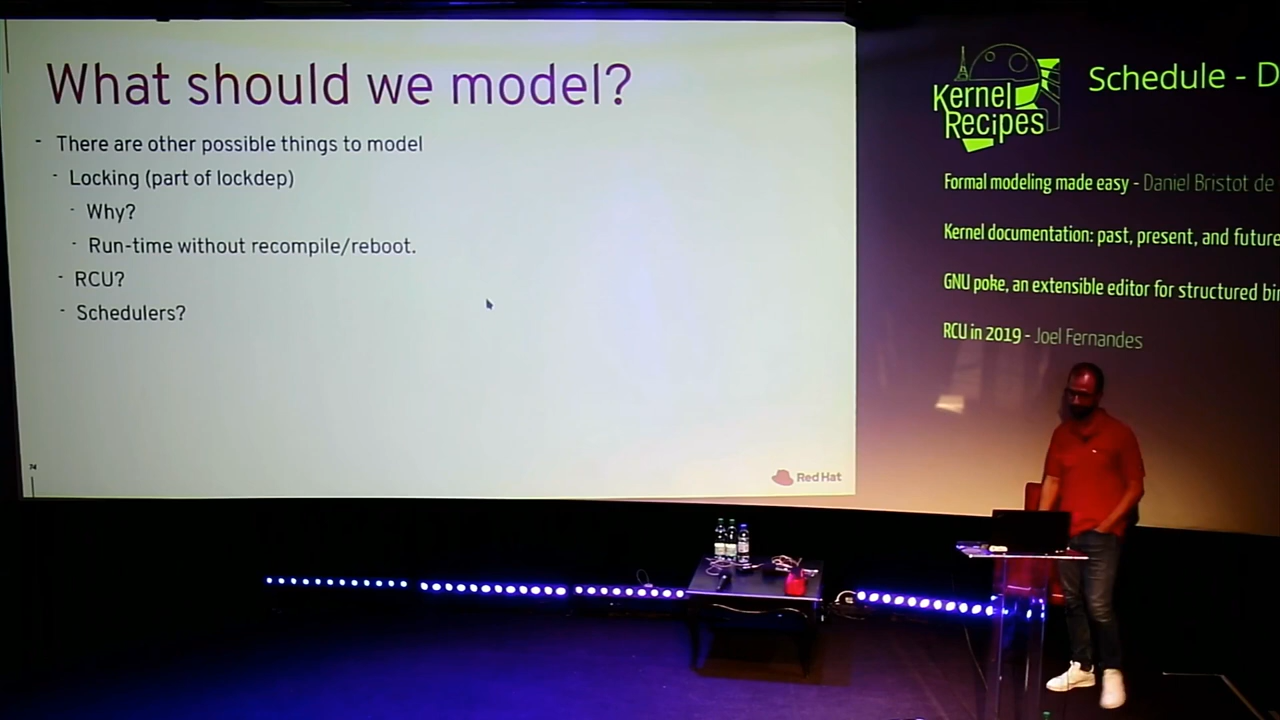 What should we model?
- There are other possible things to model
- Locking (part of lockdep)
- Why?
- Run-time without recompile/reboot.
- RCU?
- Schedulers?
74
Red Hat
Kernel
Recipes
Schedule - D
Formal modeling made easy - Daniel Bristot de
Kernel documentation: past, present, and future
GNU poke, an extensible editor for structured bin
RCU in 2019 - Joel Fernandes